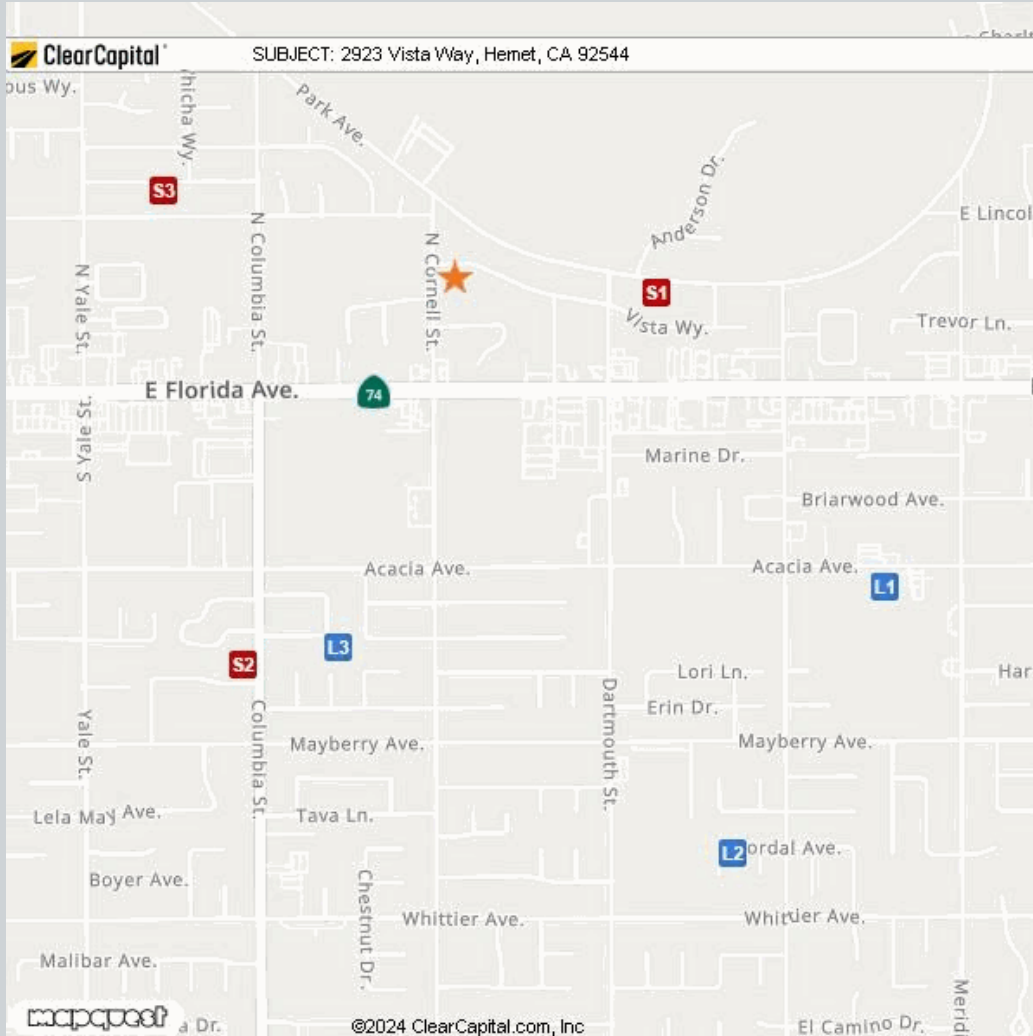 ClearCapital
SUBJECT: 2923 Vista Way, Hemet, CA 92544
Wy.
Park Ave.
S3
Anderson Dr.
N Columbia St.
N Cornell St.
N Yale St.
S1
Vista Wy.
Trevor Ln.
E Florida Ave.
74
S Yale St.
Marine Dr.
Briarwood Ave.
Acacia Ave.
Acacia Ave.
L1
L3
S2
Lori Ln.
Erin Dr.
Yale St.
Columbia St.
Dartmouth St.
Mayberry Ave.
Mayberry Ave.
Lela May Ave.
Tava Ln.
L2
Boyer Ave.
Chestnut Dr.
Whittier Ave.
Whittier Ave.
Malibar Ave.
mapquest
©2024 ClearCapital.com, Inc
El Camino Dr.